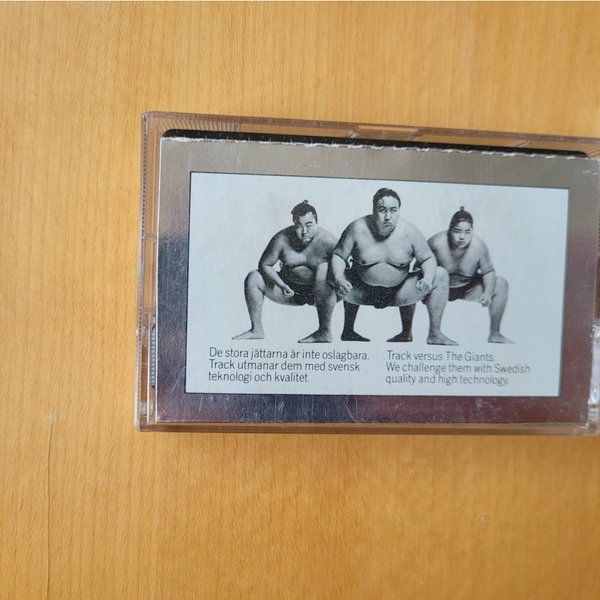 De stora jättarna är inte oslagbara.
Track utmanar dem med svensk
teknologi och kvalitet.
Track versus The Giants.
We challenge them with Swedish
quality and high technology.